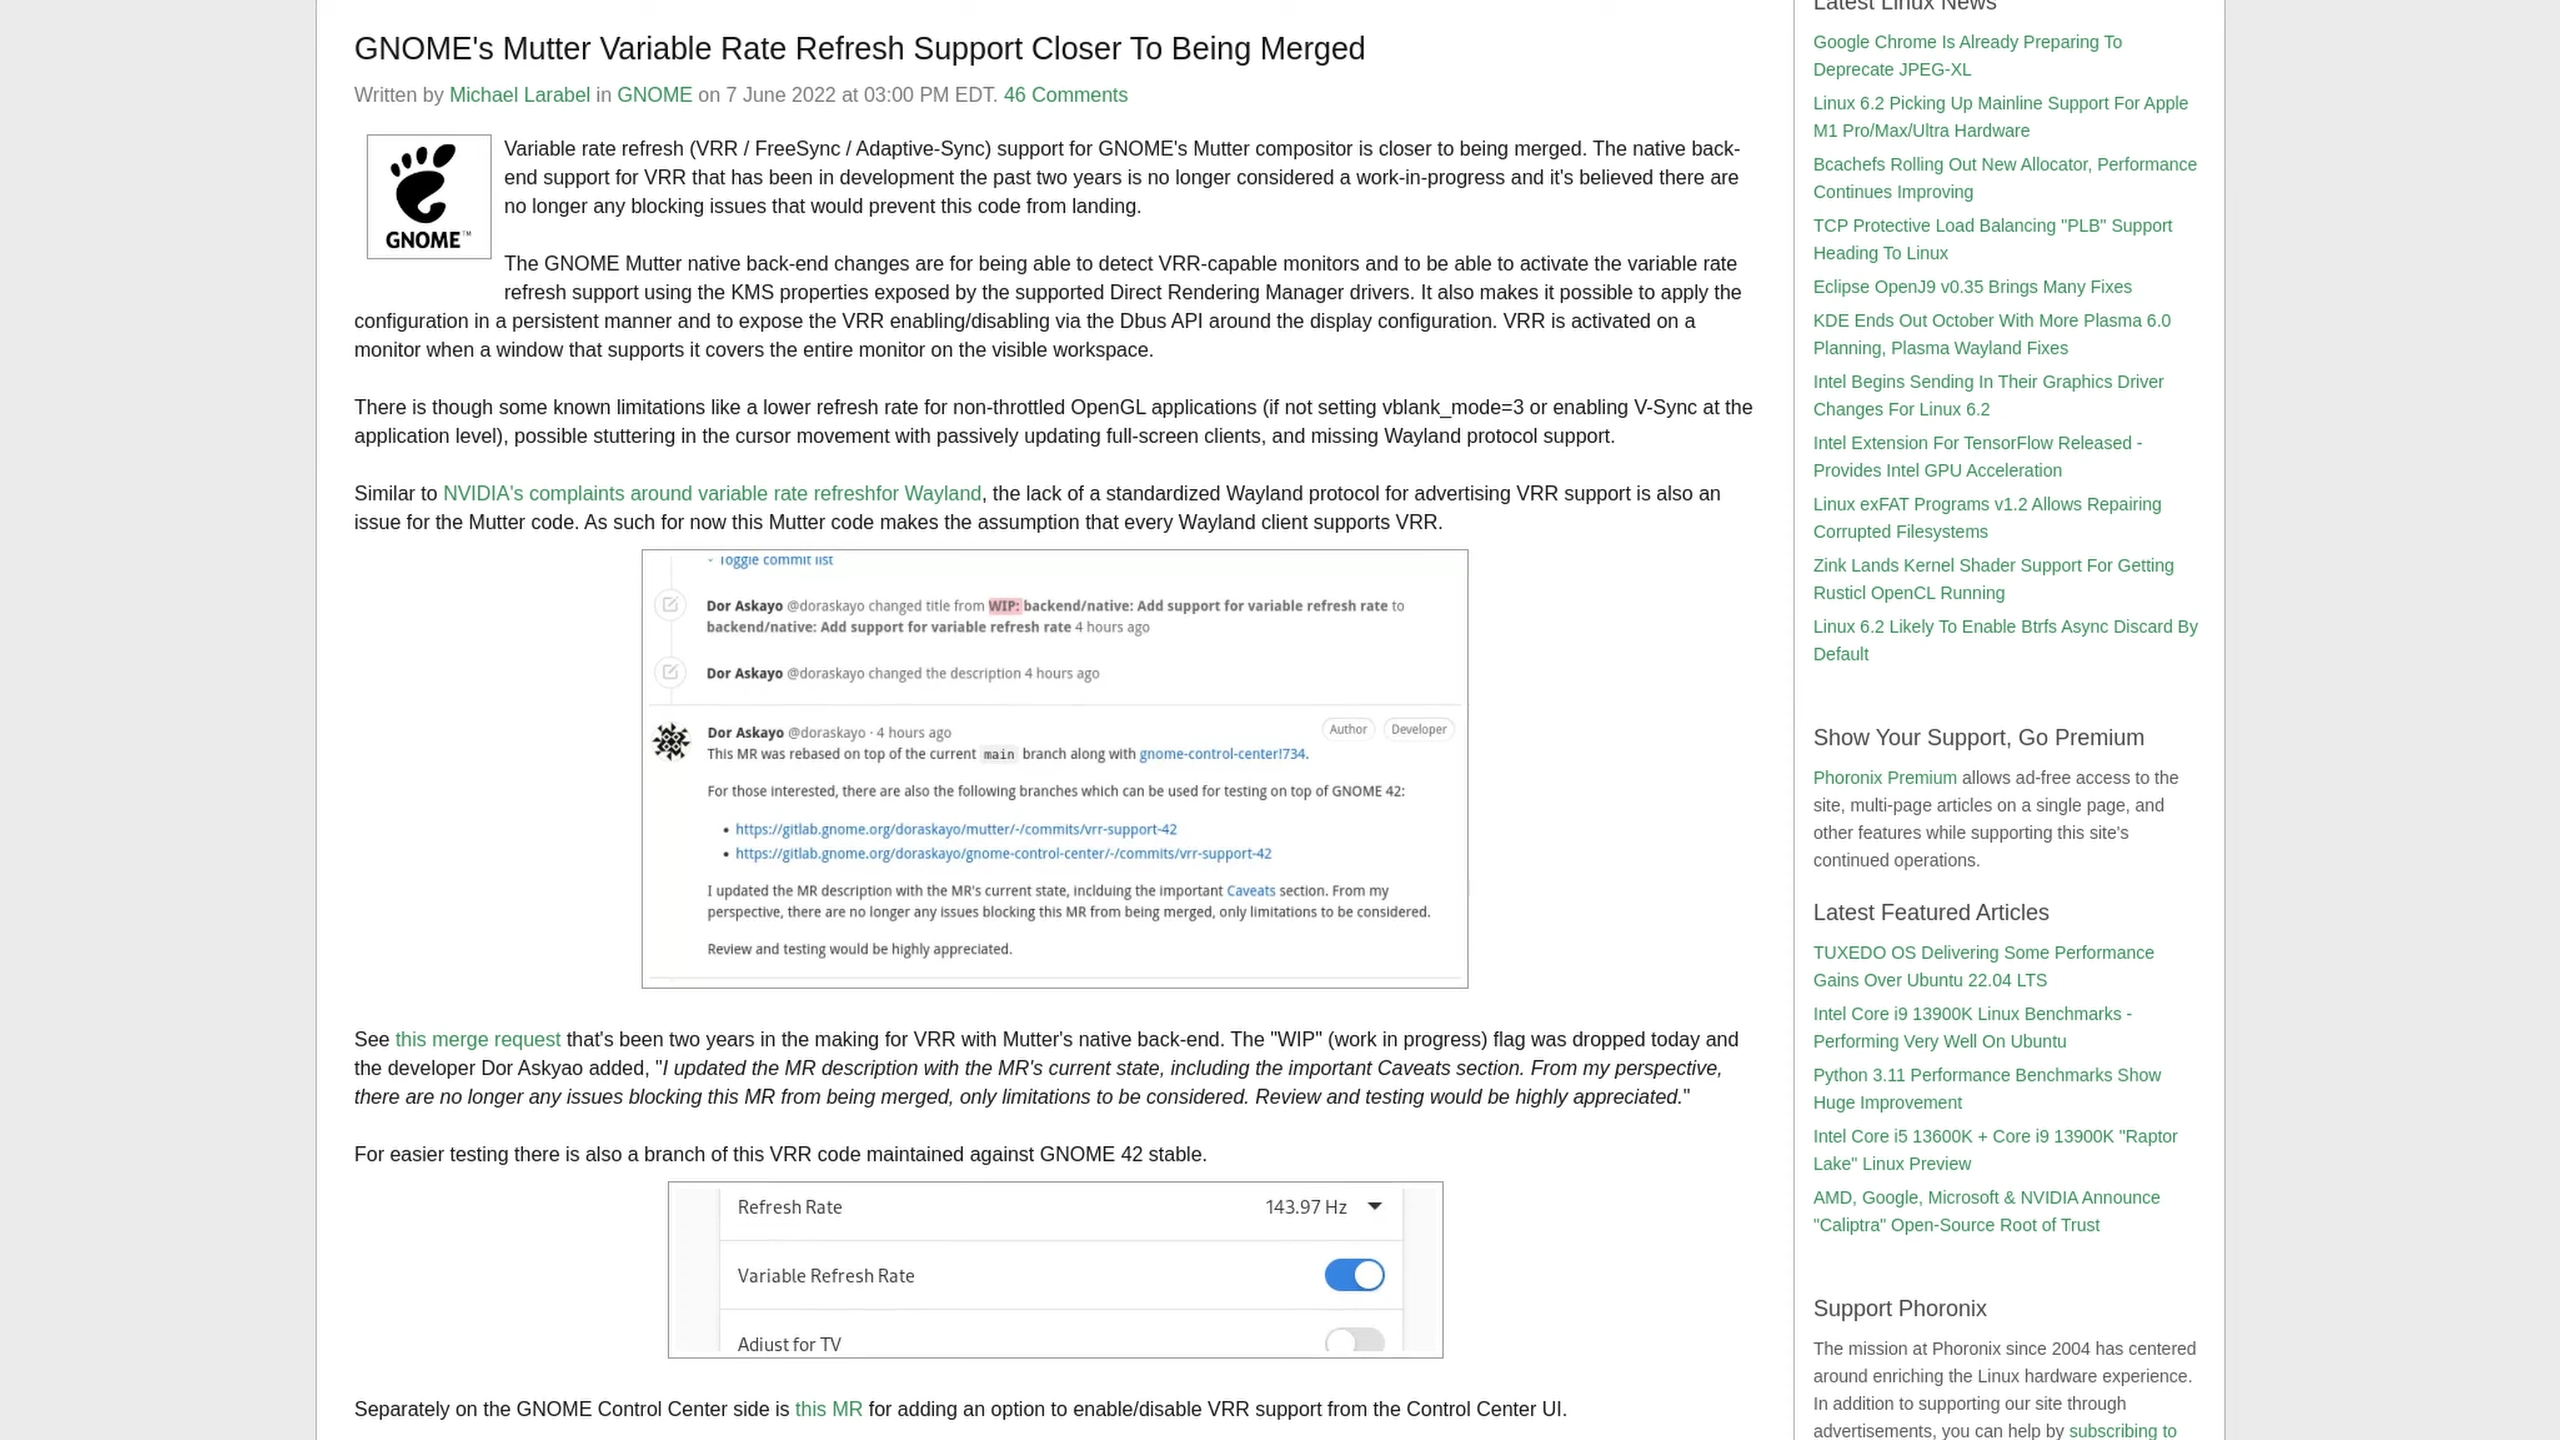 GNOME's Mutter Variable Rate Refresh Support Closer To Being Merged
Written by Michael Larabel in GNOME on 7 June 2022 at 03:00 PM EDT. 46 Comments
GNOME™
Variable rate refresh (VRR / FreeSync / Adaptive-Sync) support for GNOME's Mutter compositor is closer to being merged. The native back-
end support for VRR that has been in development the past two years is no longer considered a work-in-progress and it's believed there are
no longer any blocking issues that would prevent this code from landing.
The GNOME Mutter native back-end changes are for being able to detect VRR-capable monitors and to be able to activate the variable rate
refresh support using the KMS properties exposed by the supported Direct Rendering Manager drivers. It also makes it possible to apply the
configuration in a persistent manner and to expose the VRR enabling/disabling via the Dbus API around the display configuration. VRR is activated on a
monitor when a window that supports it covers the entire monitor on the visible workspace.
There is though some known limitations like a lower refresh rate for non-throttled OpenGL applications (if not setting vblank_mode=3 or enabling V-Sync at the
application level), possible stuttering in the cursor movement with passively updating full-screen clients, and missing Wayland protocol support.
Similar to NVIDIA's complaints around variable rate refreshfor Wayland, the lack of a standardized Wayland protocol for advertising VRR support is also an
issue for the Mutter code. As such for now this Mutter code makes the assumption that every Wayland client supports VRR.
Toggle commit list
Dor Askayo @doraskayo changed title from WIP: backend/native: Add support for variable refresh rate to
backend/native: Add support for variable refresh rate 4 hours ago
Dor Askayo @doraskayo changed the description 4 hours ago
Dor Askayo @doraskayo · 4 hours ago
Author Developer
This MR was rebased on top of the current main branch along with gnome-control-center!734.
For those interested, there are also the following branches which can be used for testing on top of GNOME 42:
• https://gitlab.gnome.org/doraskayo/mutter/-/commits/vrr-support-42
• https://gitlab.gnome.org/doraskayo/gnome-control-center/-/commits/vrr-support-42
I updated the MR description with the MR's current state, inclduing the important Caveats section. From my
perspective, there are no longer any issues blocking this MR from being merged, only limitations to be considered.
Review and testing would be highly appreciated.
See this merge request that's been two years in the making for VRR with Mutter's native back-end. The "WIP" (work in progress) flag was dropped today and
the developer Dor Askyao added, "I updated the MR description with the MR's current state, including the important Caveats section. From my perspective,
there are no longer any issues blocking this MR from being merged, only limitations to be considered. Review and testing would be highly appreciated."
For easier testing there is also a branch of this VRR code maintained against GNOME 42 stable.
Refresh Rate 143.97 Hz
Variable Refresh Rate
Adjust for TV
Separately on the GNOME Control Center side is this MR for adding an option to enable/disable VRR support from the Control Center UI.
Latest Linux News
Google Chrome Is Already Preparing To
Deprecate JPEG-XL
Linux 6.2 Picking Up Mainline Support For Apple
M1 Pro/Max/Ultra Hardware
Bcachefs Rolling Out New Allocator, Performance
Continues Improving
TCP Protective Load Balancing "PLB" Support
Heading To Linux
Eclipse OpenJ9 v0.35 Brings Many Fixes
KDE Ends Out October With More Plasma 6.0
Planning, Plasma Wayland Fixes
Intel Begins Sending In Their Graphics Driver
Changes For Linux 6.2
Intel Extension For TensorFlow Released -
Provides Intel GPU Acceleration
Linux exFAT Programs v1.2 Allows Repairing
Corrupted Filesystems
Zink Lands Kernel Shader Support For Getting
Rusticl OpenCL Running
Linux 6.2 Likely To Enable Btrfs Async Discard By
Default
Show Your Support, Go Premium
Phoronix Premium allows ad-free access to the
site, multi-page articles on a single page, and
other features while supporting this site's
continued operations.
Latest Featured Articles
TUXEDO OS Delivering Some Performance
Gains Over Ubuntu 22.04 LTS
Intel Core i9 13900K Linux Benchmarks -
Performing Very Well On Ubuntu
Python 3.11 Performance Benchmarks Show
Huge Improvement
Intel Core i5 13600K + Core i9 13900K "Raptor
Lake" Linux Preview
AMD, Google, Microsoft & NVIDIA Announce
"Caliptra" Open-Source Root of Trust
Support Phoronix
The mission at Phoronix since 2004 has centered
around enriching the Linux hardware experience.
In addition to supporting our site through
advertisements, you can help by subscribing to